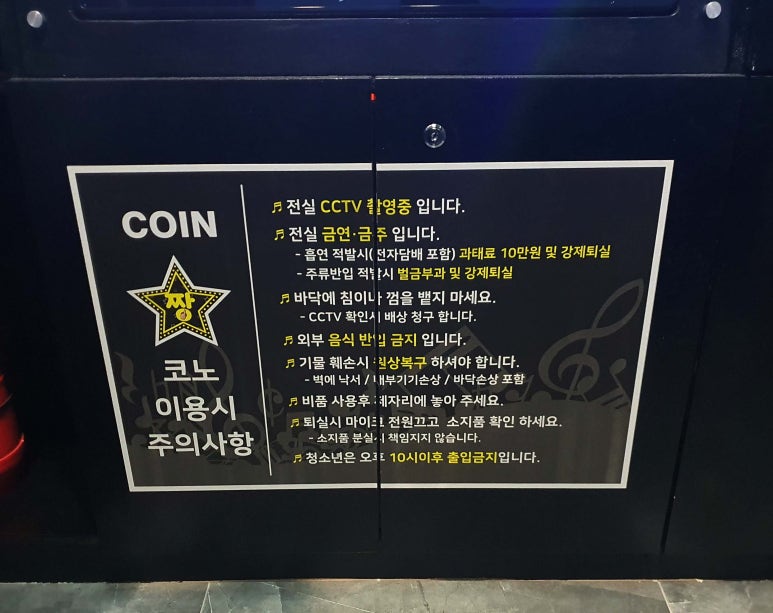 COIN
짱
코노
이용시
주의사항
♬ 전실 CCTV 촬영중 입니다.
♬ 전실 금연·금주 입니다.
- 흡연 적발시(전자담배 포함) 과태료 10만원 및 강제퇴실
- 주류반입 적발시 벌금부과 및 강제퇴실
♬ 바닥에 침이나 껌을 뱉지 마세요.
- CCTV 확인시 배상 청구 합니다.
♬ 외부 음식 반입 금지 입니다.
♬ 기물 훼손시 원상복구 하셔야 합니다.
- 벽에 낙서 / 내부기기손상 / 바닥손상 포함
♬ 비품 사용후 제자리에 놓아 주세요.
♬ 퇴실시 마이크 전원끄고 소지품 확인 하세요.
- 소지품 분실시 책임지지 않습니다.
♬ 청소년은 오후 10시이후 출입금지입니다.